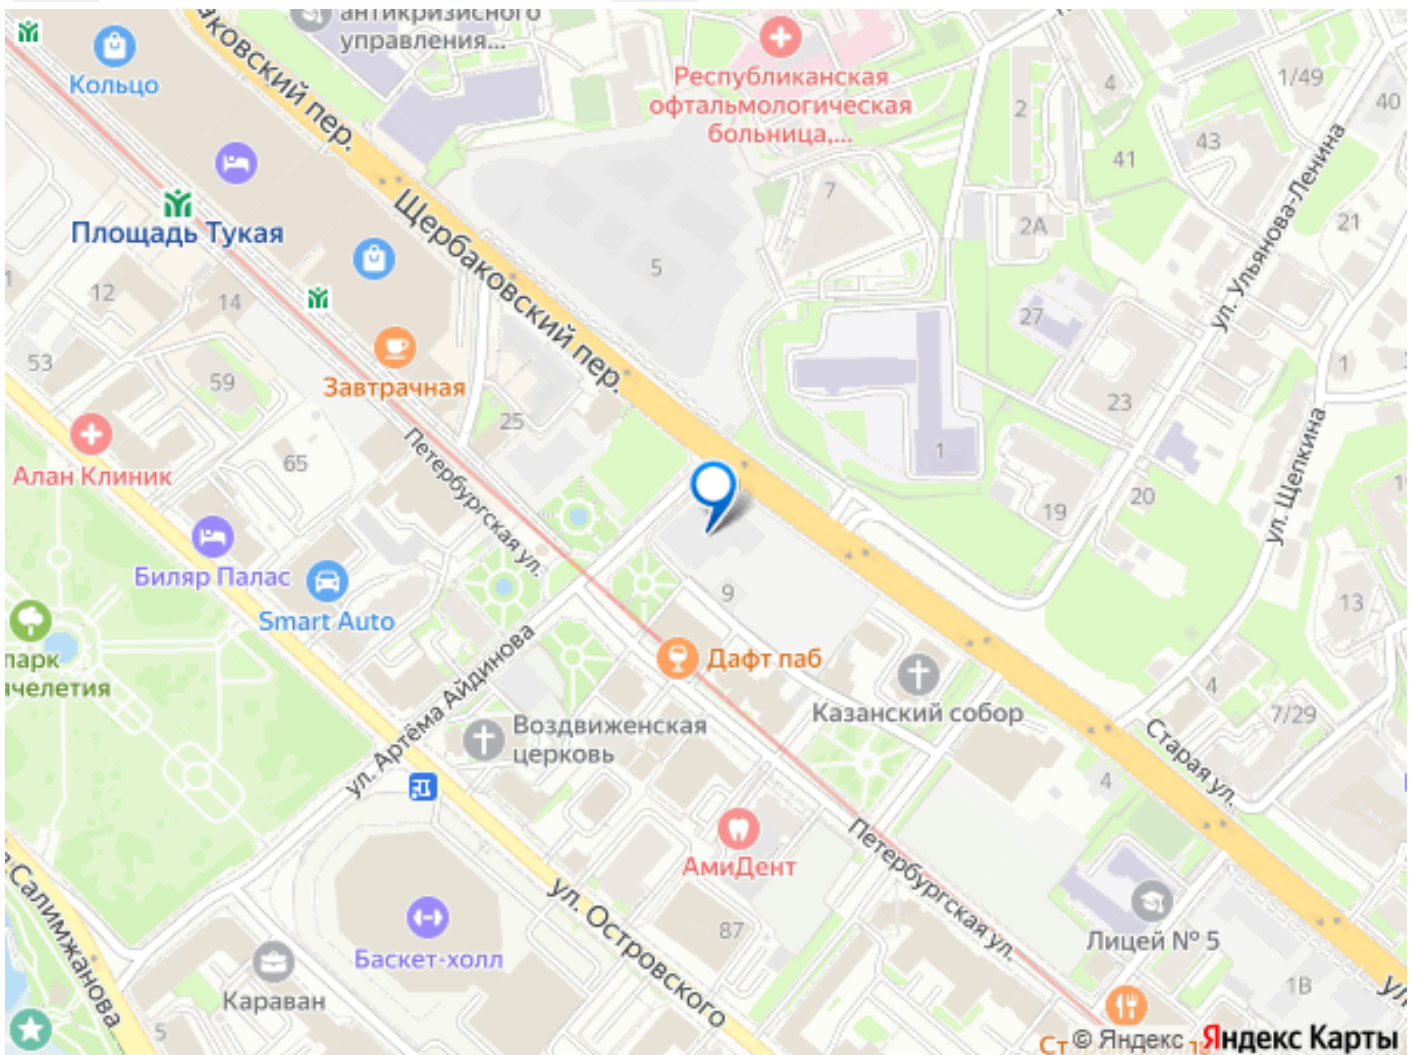 антикризисного
управления...
Кольцо
Республиканская
офтальмологическая
больница,...
1/49
4
40
2
43
41
7
Щербаковский пер.
Площадь Тукая
2А
21
ул. Ульянова-Ленина
5
12
14
27
53
59
Завтрачная
Щербаковский пер.
25
23
1
1
Алан Клиник
65
Петербургская ул.
19
20
ул. Щепкина
Биляр Палас
Smart Auto
9
13
парк
ячелетия
Дафт паб
ул. Артёма Айдинова
Казанский собор
4
7/29
Воздвиженская
церковь
Старая ул.
4
АмиДент
Петербургская ул.
Салимжанова
ул. Островского
87
Лицей № 5
Баскет-холл
Караван
1В
5
ул
Ст
© Яндекс Яндекс Карты